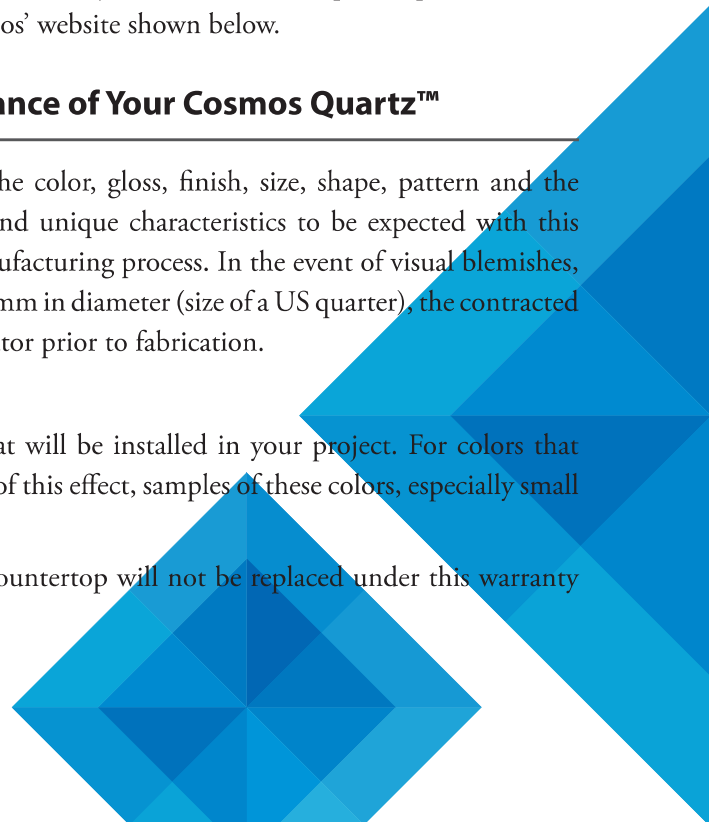 os’ website shown below.
ance of Your Cosmos Quartz™
he color, gloss, finish, size, shape, pattern and the
nd unique characteristics to be expected with this
ufacturing process. In the event of visual blemishes,
mm in diameter (size of a US quarter), the contracted
tor prior to fabrication.
at will be installed in your project. For colors that
of this effect, samples of these colors, especially small
ountertop will not be replaced under this warranty